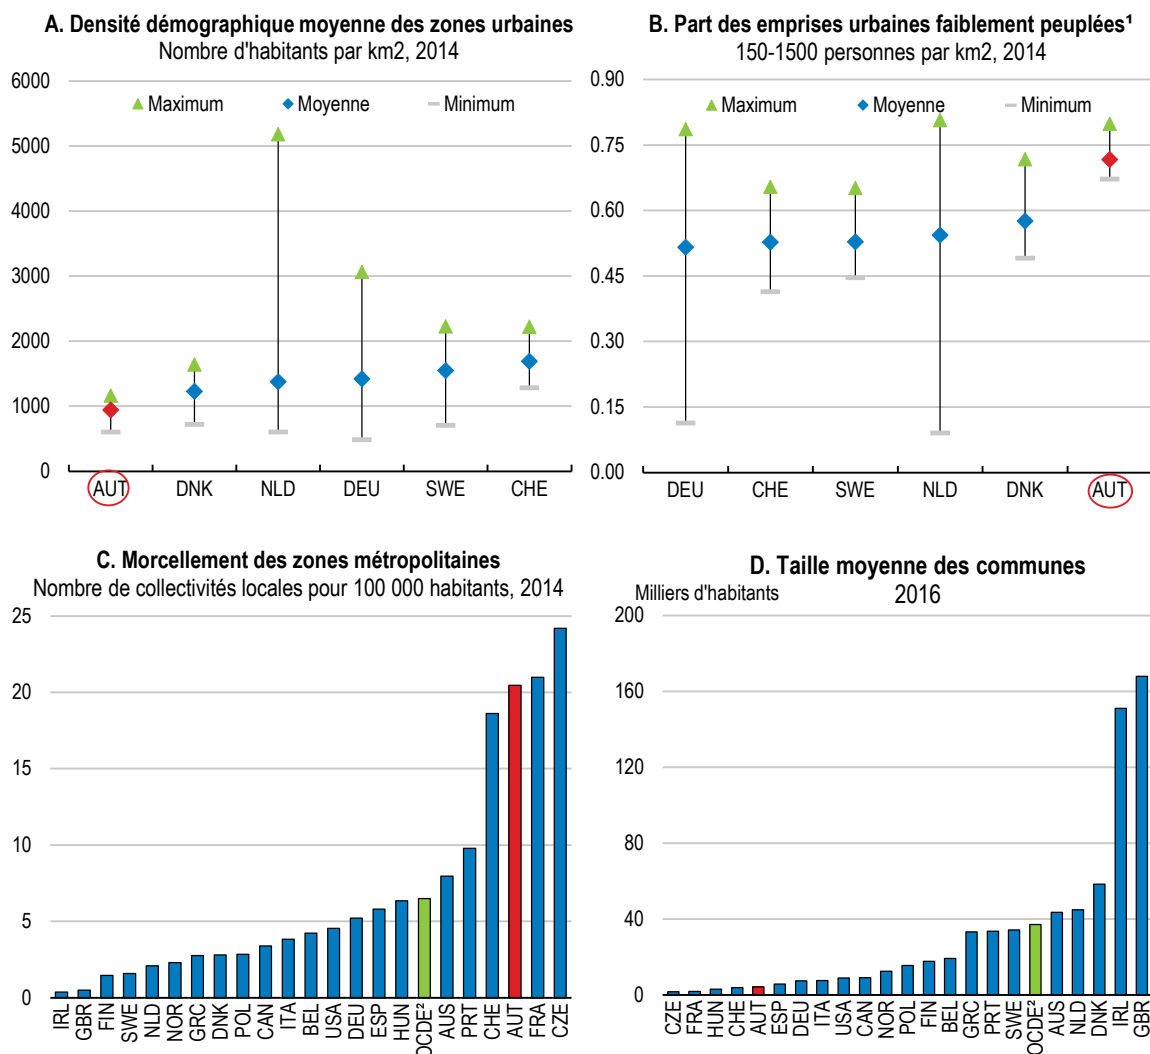 A. Densité démographique moyenne des zones urbaines
Nombre d'habitants par km2, 2014
6000
Maximum Moyenne Minimum
5000
4000
3000
2000
1000
0
AUT DNK NLD DEU SWE CHE
B. Part des emprises urbaines faiblement peuplées¹
150-1500 personnes par km2, 2014
0.90
Maximum Moyenne Minimum
0.75
0.60
0.45
0.30
0.15
0.00
DEU CHE SWE NLD DNK AUT
C. Morcellement des zones métropolitaines
Nombre de collectivités locales pour 100 000 habitants, 2014
25
20
15
10
5
0
IRL GBR FIN SWE NLD NOR GRC DNK POL CAN ITA BEL USA DEU ESP HUN OCDE² AUS PRT CHE AUT FRA CZE
D. Taille moyenne des communes
Milliers d'habitants 2016
200
160
120
80
40
0
CZE FRA HUN CHE AUT ESP DEU ITA USA CAN NOR POL FIN BEL GRC PRT SWE OCDE² AUS NLD DNK IRL GBR